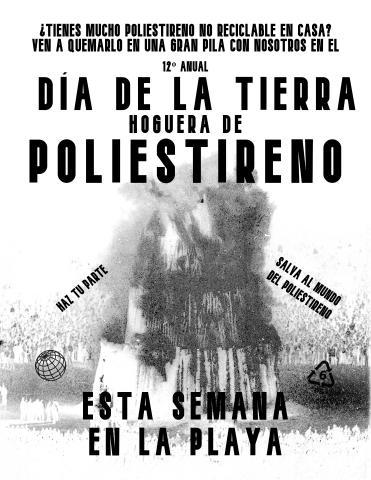 ¿TIENES MUCHO POLIESTIRENO NO RECICLABLE EN CASA?
VEN A QUEMARLO EN UNA GRAN PILA CON NOSOTROS EN EL
12º ANUAL
DÍA DE LA TIERRA
HOGUERA DE
POLIESTIRENO
HAZ TU PARTE
SALVA AL MUNDO
DEL POLIESTIRENO
ESTA SEMANA
EN LA PLAYA